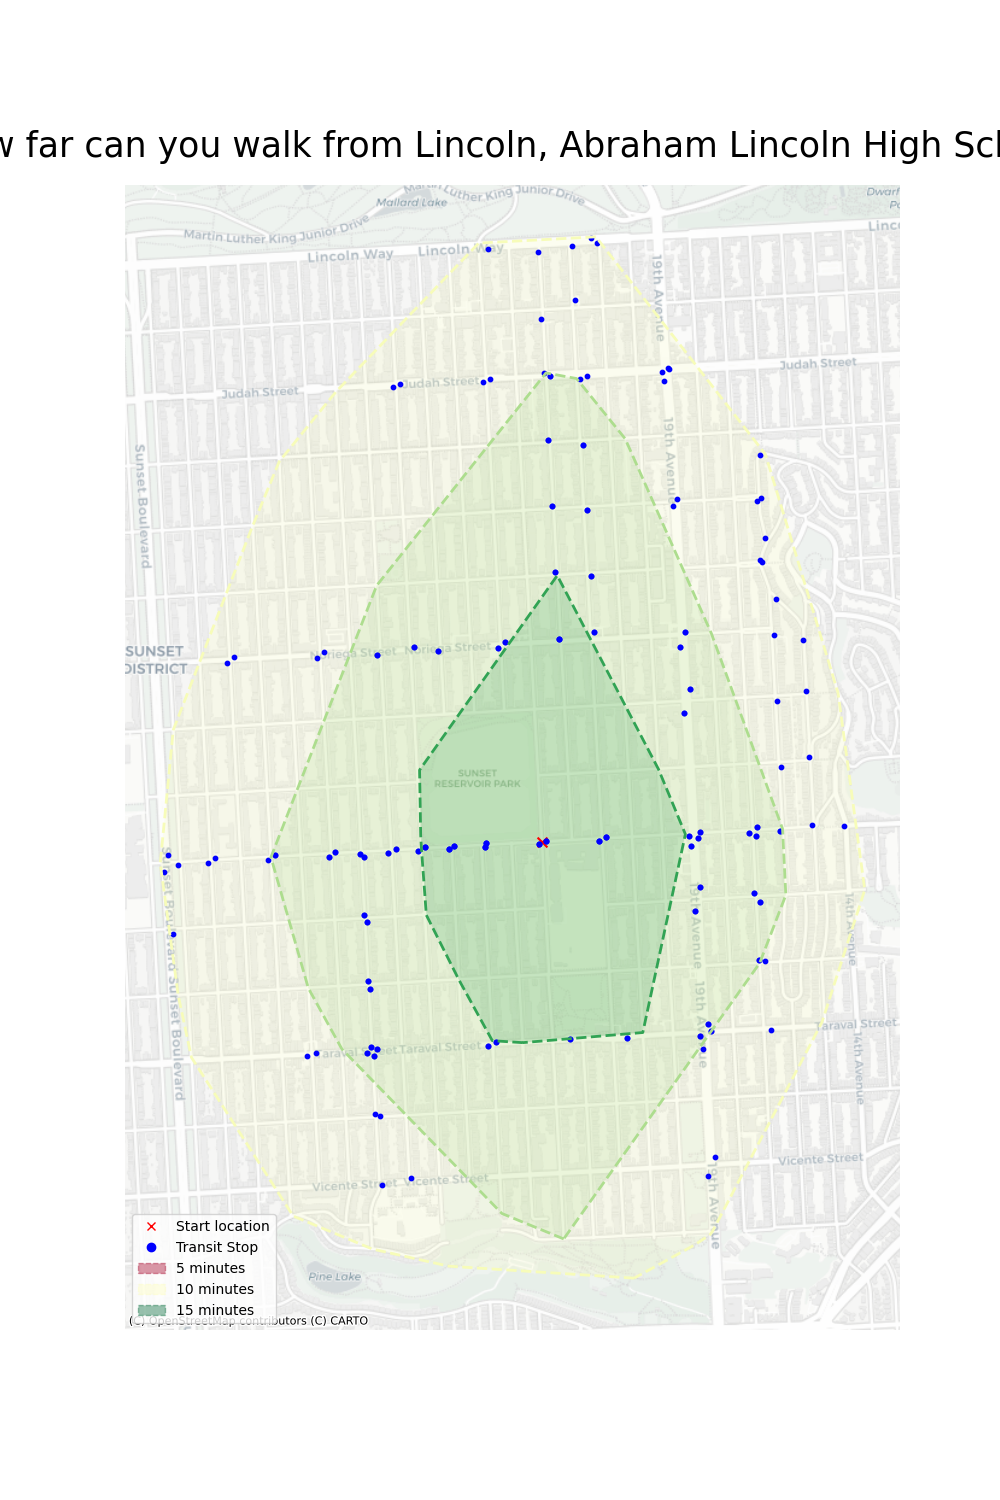 w far can you walk from Lincoln, Abraham Lincoln High Sc
Martin Luther King Junior Drive
Mallard Lake
Martin Luther King Junior Drive
Dwarf
Lincoln Way
Lincoln Way
Linc
19th Avenue
Judah Street
Judah Street
Judah Street
19th Avenue
Sunset Boulevard
SUNSET
DISTRICT
Noriega Street
Noriega Street
SUNSET
RESERVOIR PARK
Sunset Boulevard
Sunset Boulevard
19th Avenue
19th Avenue
14th Avenue
Taraval Street
Taraval Street
Taraval Street
14th Avenue
Vicente Street
Vicente Street
Vicente Street
19th Avenue
Pine Lake
Start location
Transit Stop
5 minutes
10 minutes
15 minutes
(C) OpenStreetMap contributors (C) CARTO